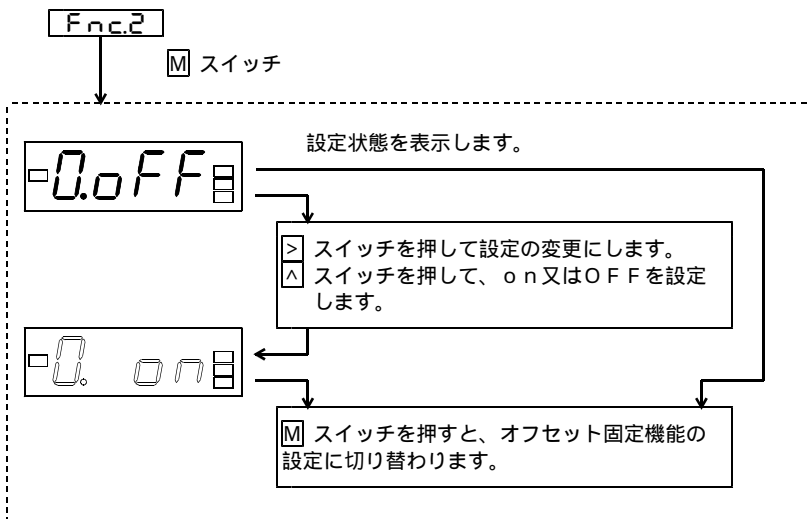 Fnc.2
M スイッチ
設定状態を表示します。
0.oFF
> スイッチを押して設定の変更にします。
^ スイッチを押して、on又はOFFを設定
します。
0. on
M スイッチを押すと、オフセット固定機能の
設定に切り替わります。